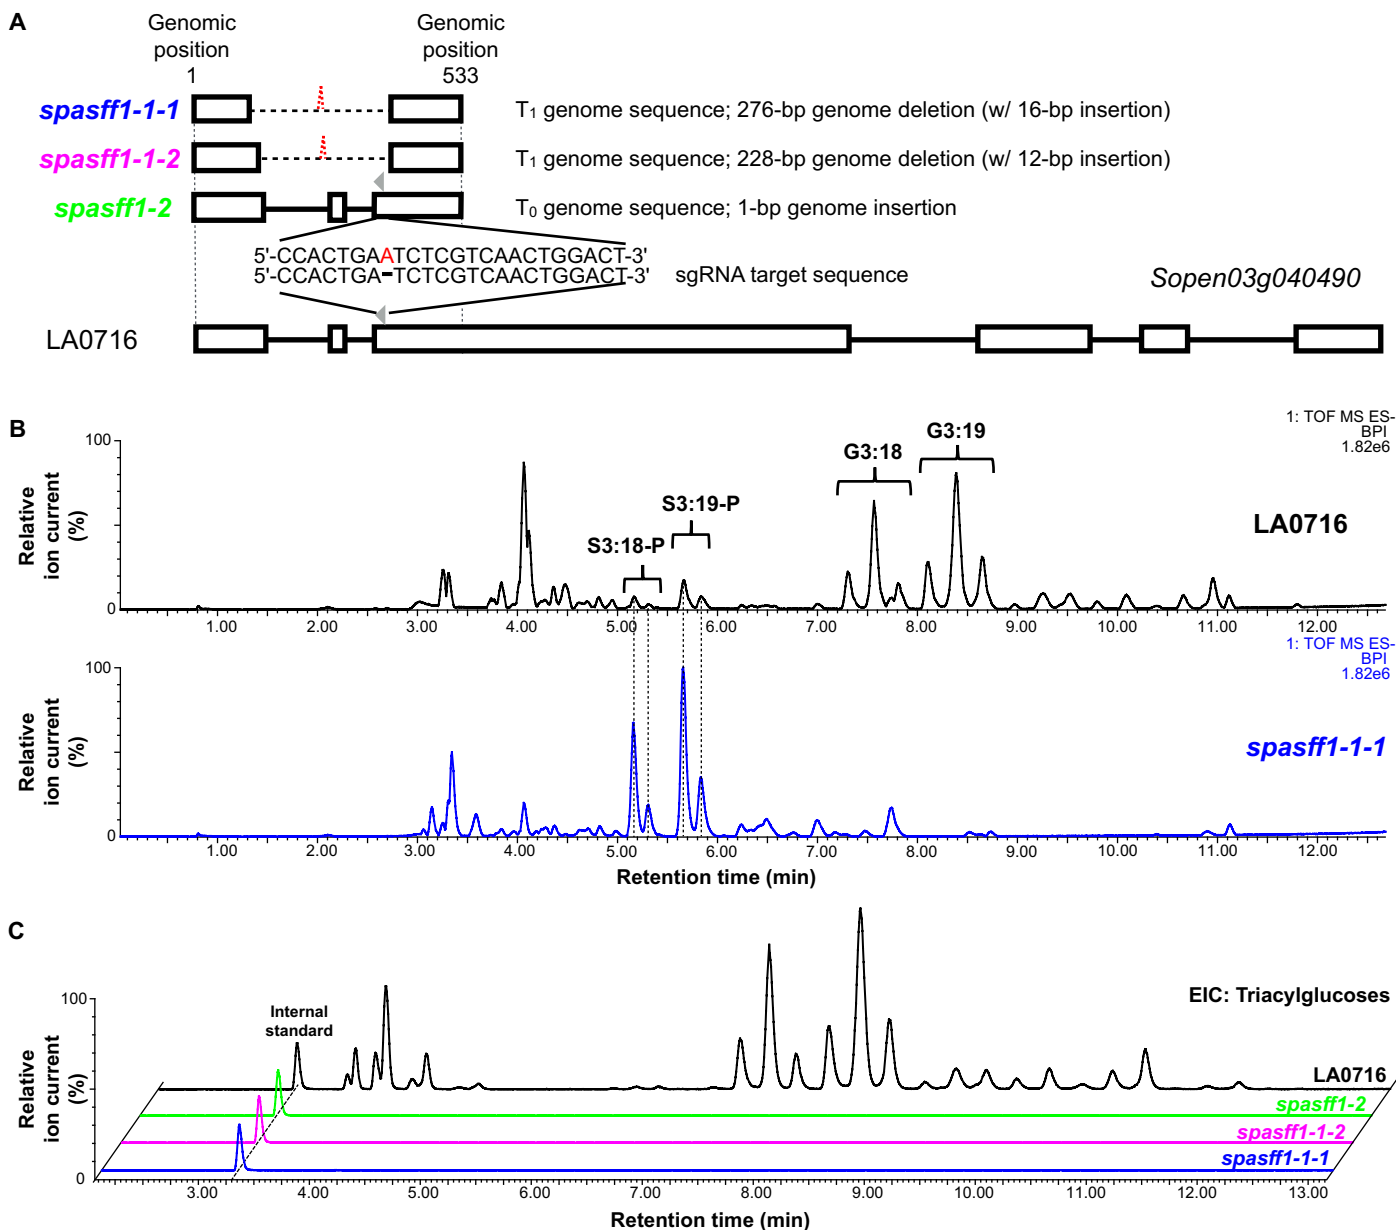 A
Genomic position
1
Genomic position
533
spasff1-1-1
T1 genome sequence; 276-bp genome deletion (w/ 16-bp insertion)
spasff1-1-2
T1 genome sequence; 228-bp genome deletion (w/ 12-bp insertion)
spasff1-2
T0 genome sequence; 1-bp genome insertion
5'-CCACTGAATCTCGTCAACTGGACT-3'
5'-CCACTGA-TCTCGTCAACTGGACT-3'
sgRNA target sequence
Sopen03g040490
LA0716
B
1: TOF MS ES-
BPI
1.82e6
Relative ion current (%)
100
0
S3:18-P
S3:19-P
G3:18
G3:19
LA0716
1.00 2.00 3.00 4.00 5.00 6.00 7.00 8.00 9.00 10.00 11.00 12.00
1: TOF MS ES-
BPI
1.82e6
Relative ion current (%)
100
0
spasff1-1-1
1.00 2.00 3.00 4.00 5.00 6.00 7.00 8.00 9.00 10.00 11.00 12.00
Retention time (min)
C
EIC: Triacylglucoses
Relative ion current (%)
100
0
Internal standard
LA0716
spasff1-2
spasff1-1-2
spasff1-1-1
3.00 4.00 5.00 6.00 7.00 8.00 9.00 10.00 11.00 12.00 13.00
Retention time (min)